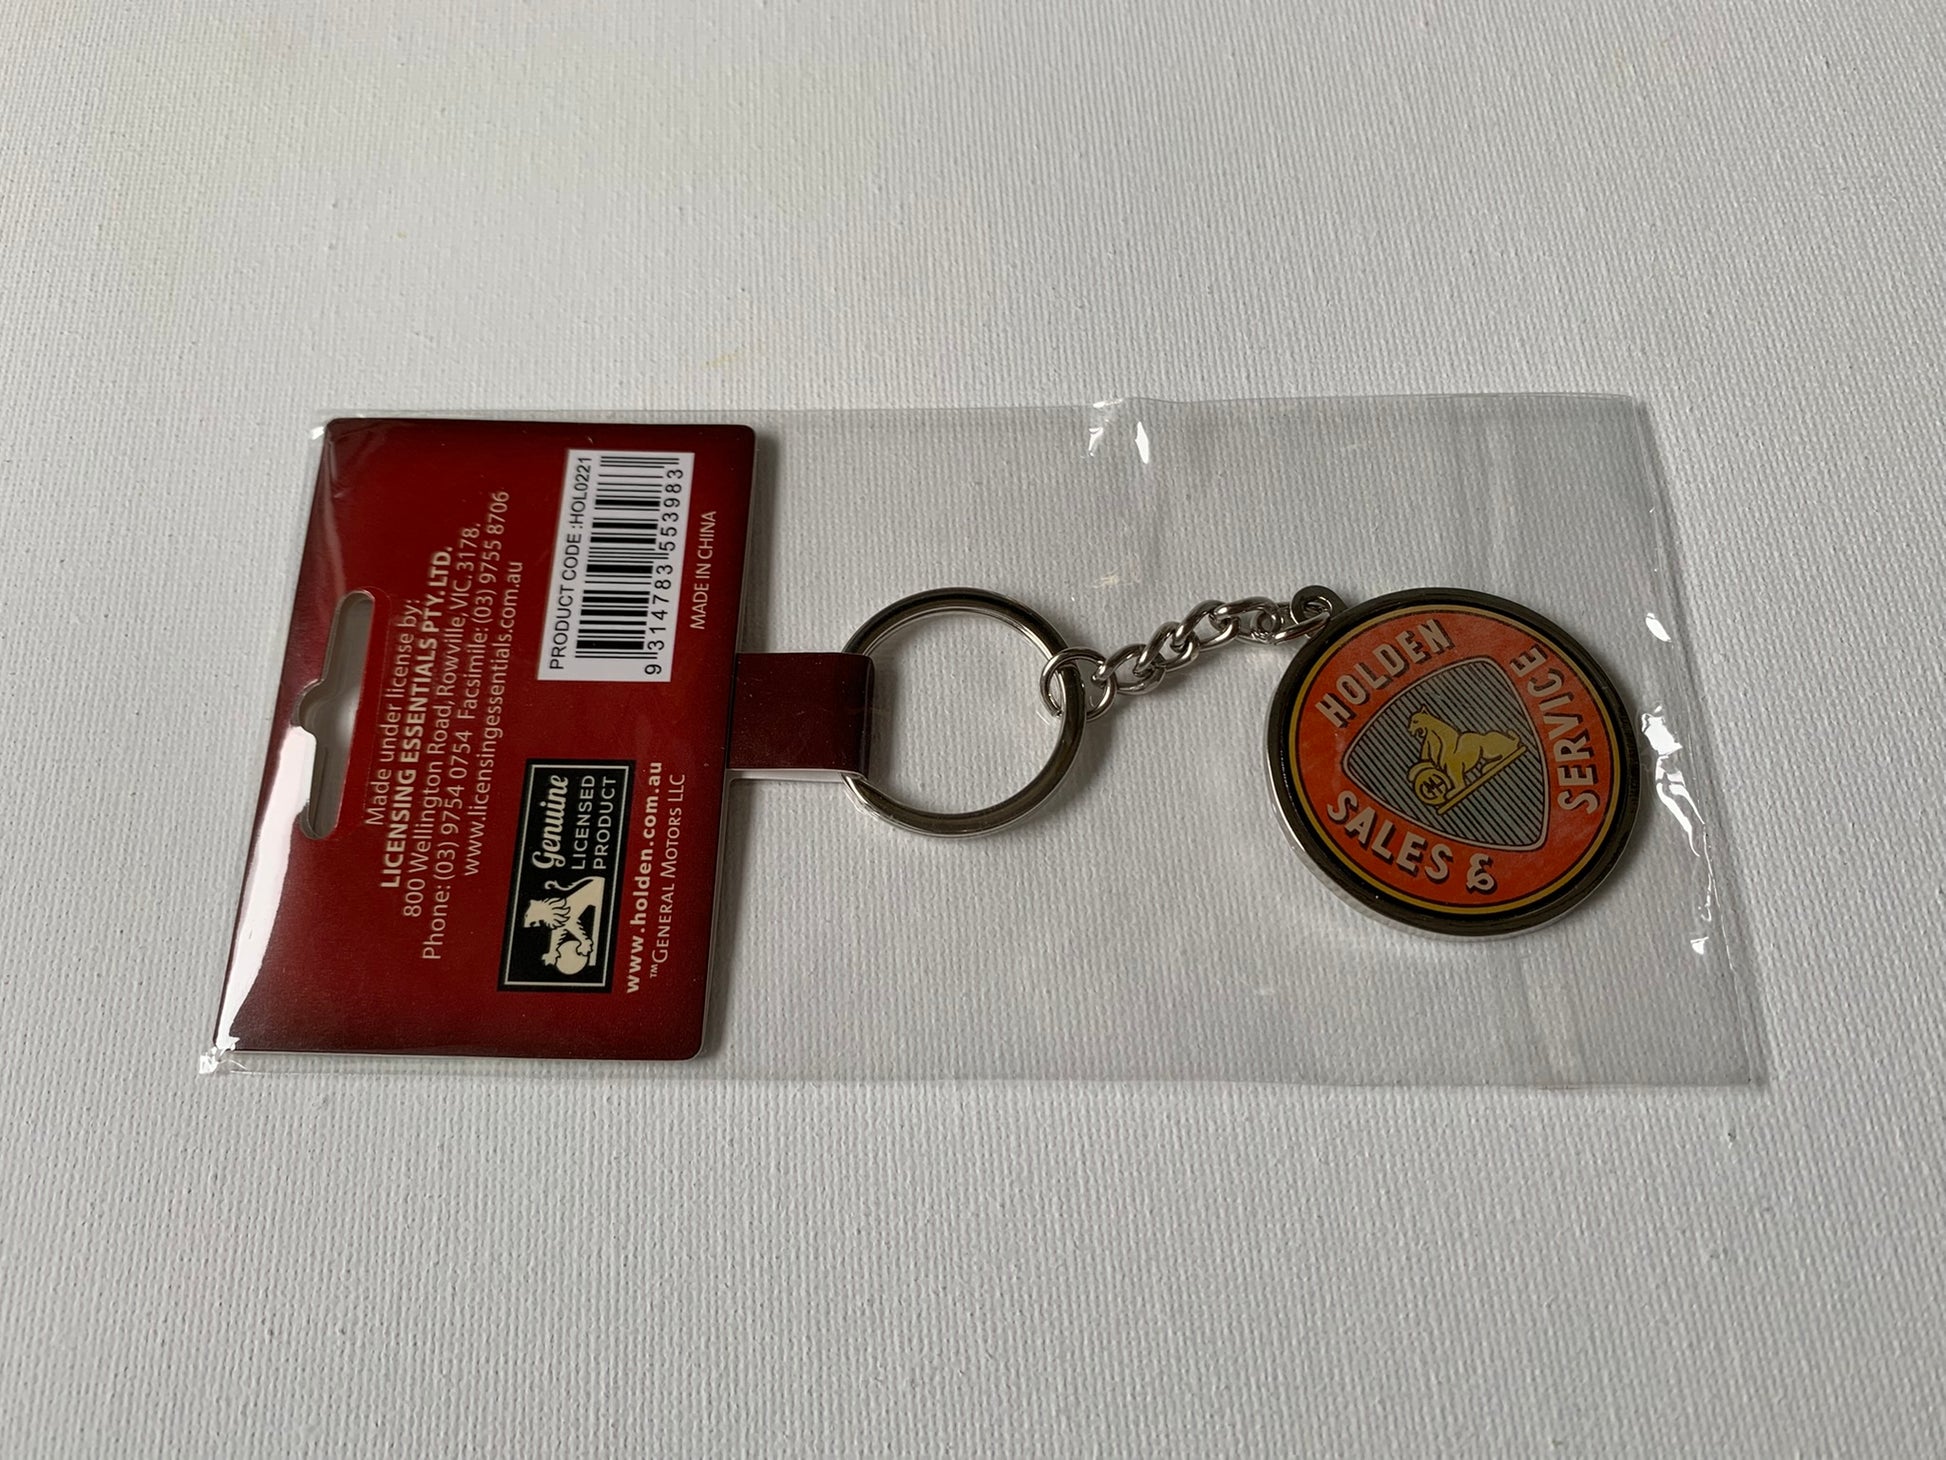 Made under license by:
LICENSING ESSENTIALS PTY. LTD.
800 Wellington Road, Rowville, VIC. 3178.
Phone: (03) 9754 0754 Facsimile: (03) 9755 8706
www.licensingessentials.com.au
Genuine
LICENSED
PRODUCT
www.holden.com.au
™GENERAL MOTORS LLC
PRODUCT CODE :HOL0221
9 314783 553983
MADE IN CHINA
HOLDEN
SALES &
SERVICE